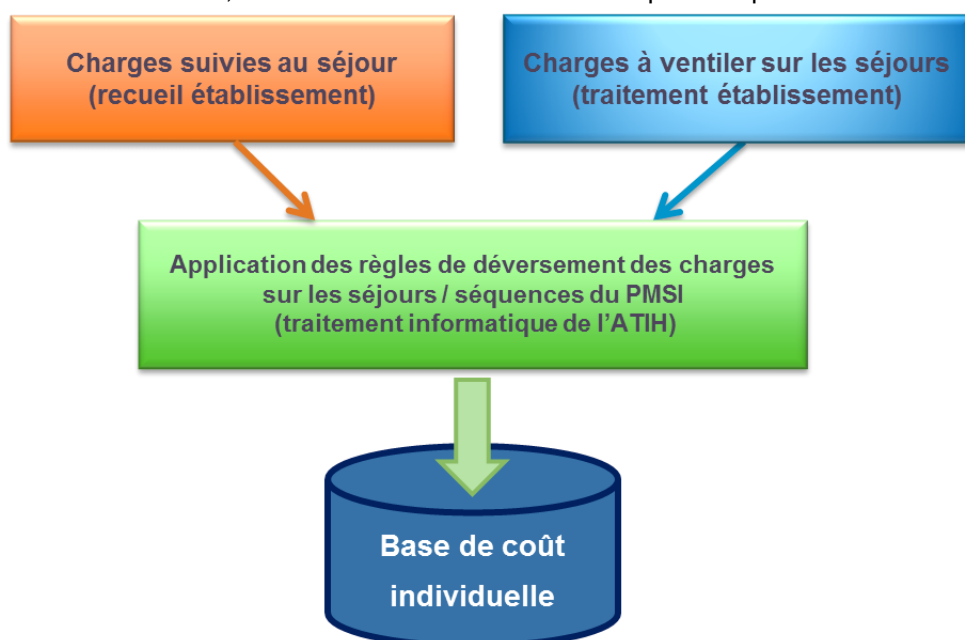 Charges suivies au séjour
(recueil établissement)
Charges à ventiler sur les séjours
(traitement établissement)
Application des règles de déversement des charges
sur les séjours / séquences du PMSI
(traitement informatique de l'ATIH)
Base de coût
individuelle